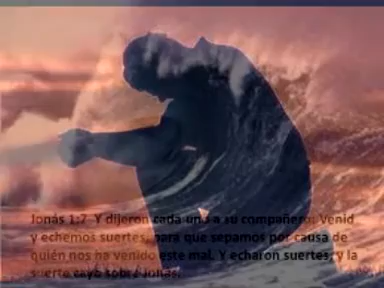 Jonás 1:7 Y dijeron cada uno a su compañero: Venid
y echemos suertes, para que sepamos por causa de
quién nos ha venido este mal. Y echaron suertes, y la
suerte cayó sobre Jonás.